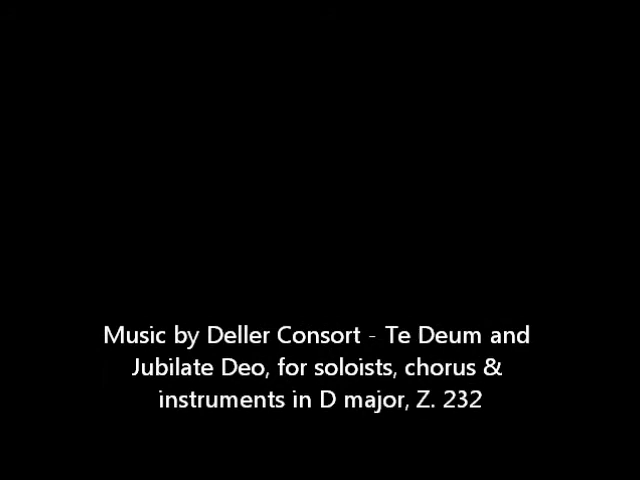 Music by Deller Consort - Te Deum and
Jubilate Deo, for soloists, chorus &
instruments in D major, Z. 232